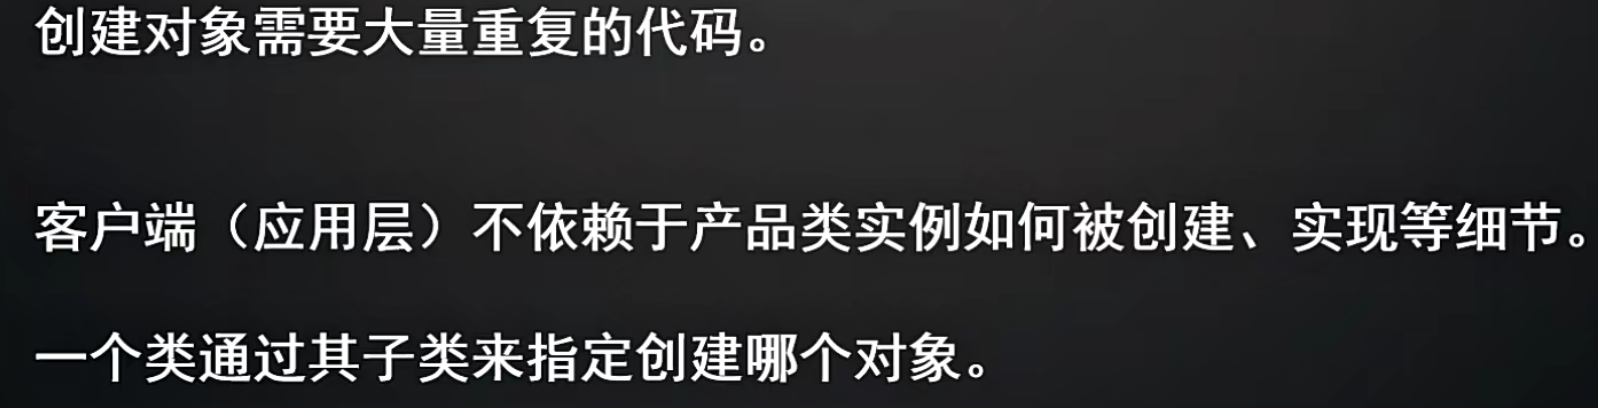 创建对象需要大量重复的代码。
客户端（应用层）不依赖于产品类实例如何被创建、实现等细节。
一个类通过其子类来指定创建哪个对象。